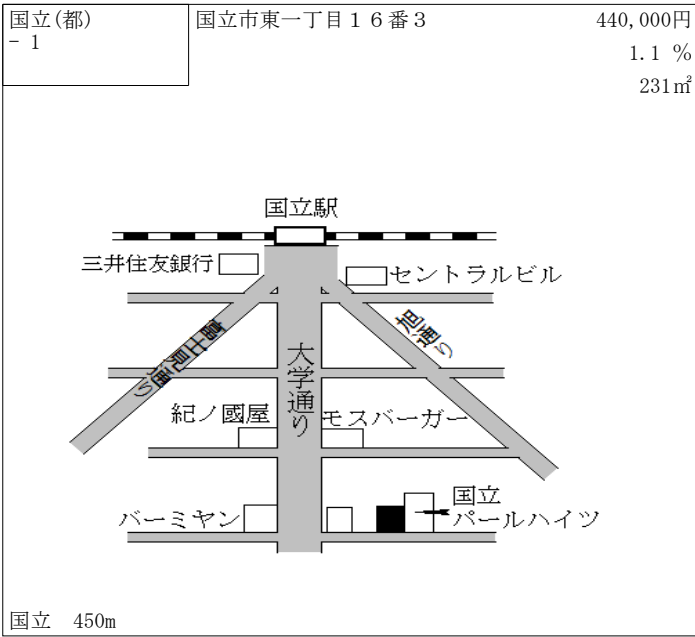 国立(都)
- 1
国立市東一丁目１６番３
440,000円
1.1 %
231㎡
国立駅
三井住友銀行
セントラルビル
富士見通り
旭通り
大学通り
紀ノ國屋
モスバーガー
バーミヤン
国立
パールハイツ
国立　450m